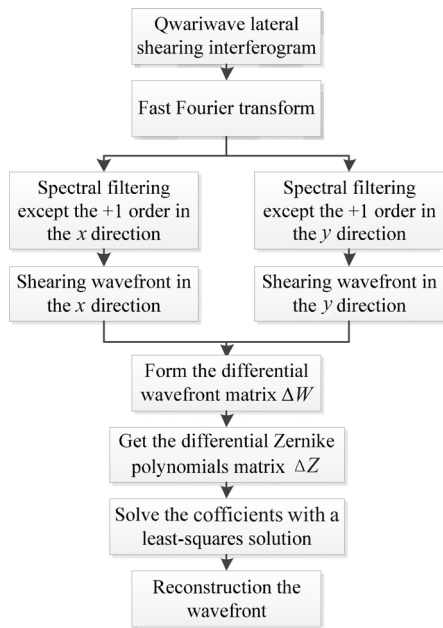 Qwariwave lateral
shearing interferogram
Fast Fourier transform
Spectral filtering
except the +1 order in
the x direction
Spectral filtering
except the +1 order in
the y direction
Shearing wavefront in
the x direction
Shearing wavefront in
the y direction
Form the differential
wavefront matrix ΔW
Get the differential Zernike
polynomials matrix ΔZ
Solve the cofficients with a
least-squares solution
Reconstruction the
wavefront